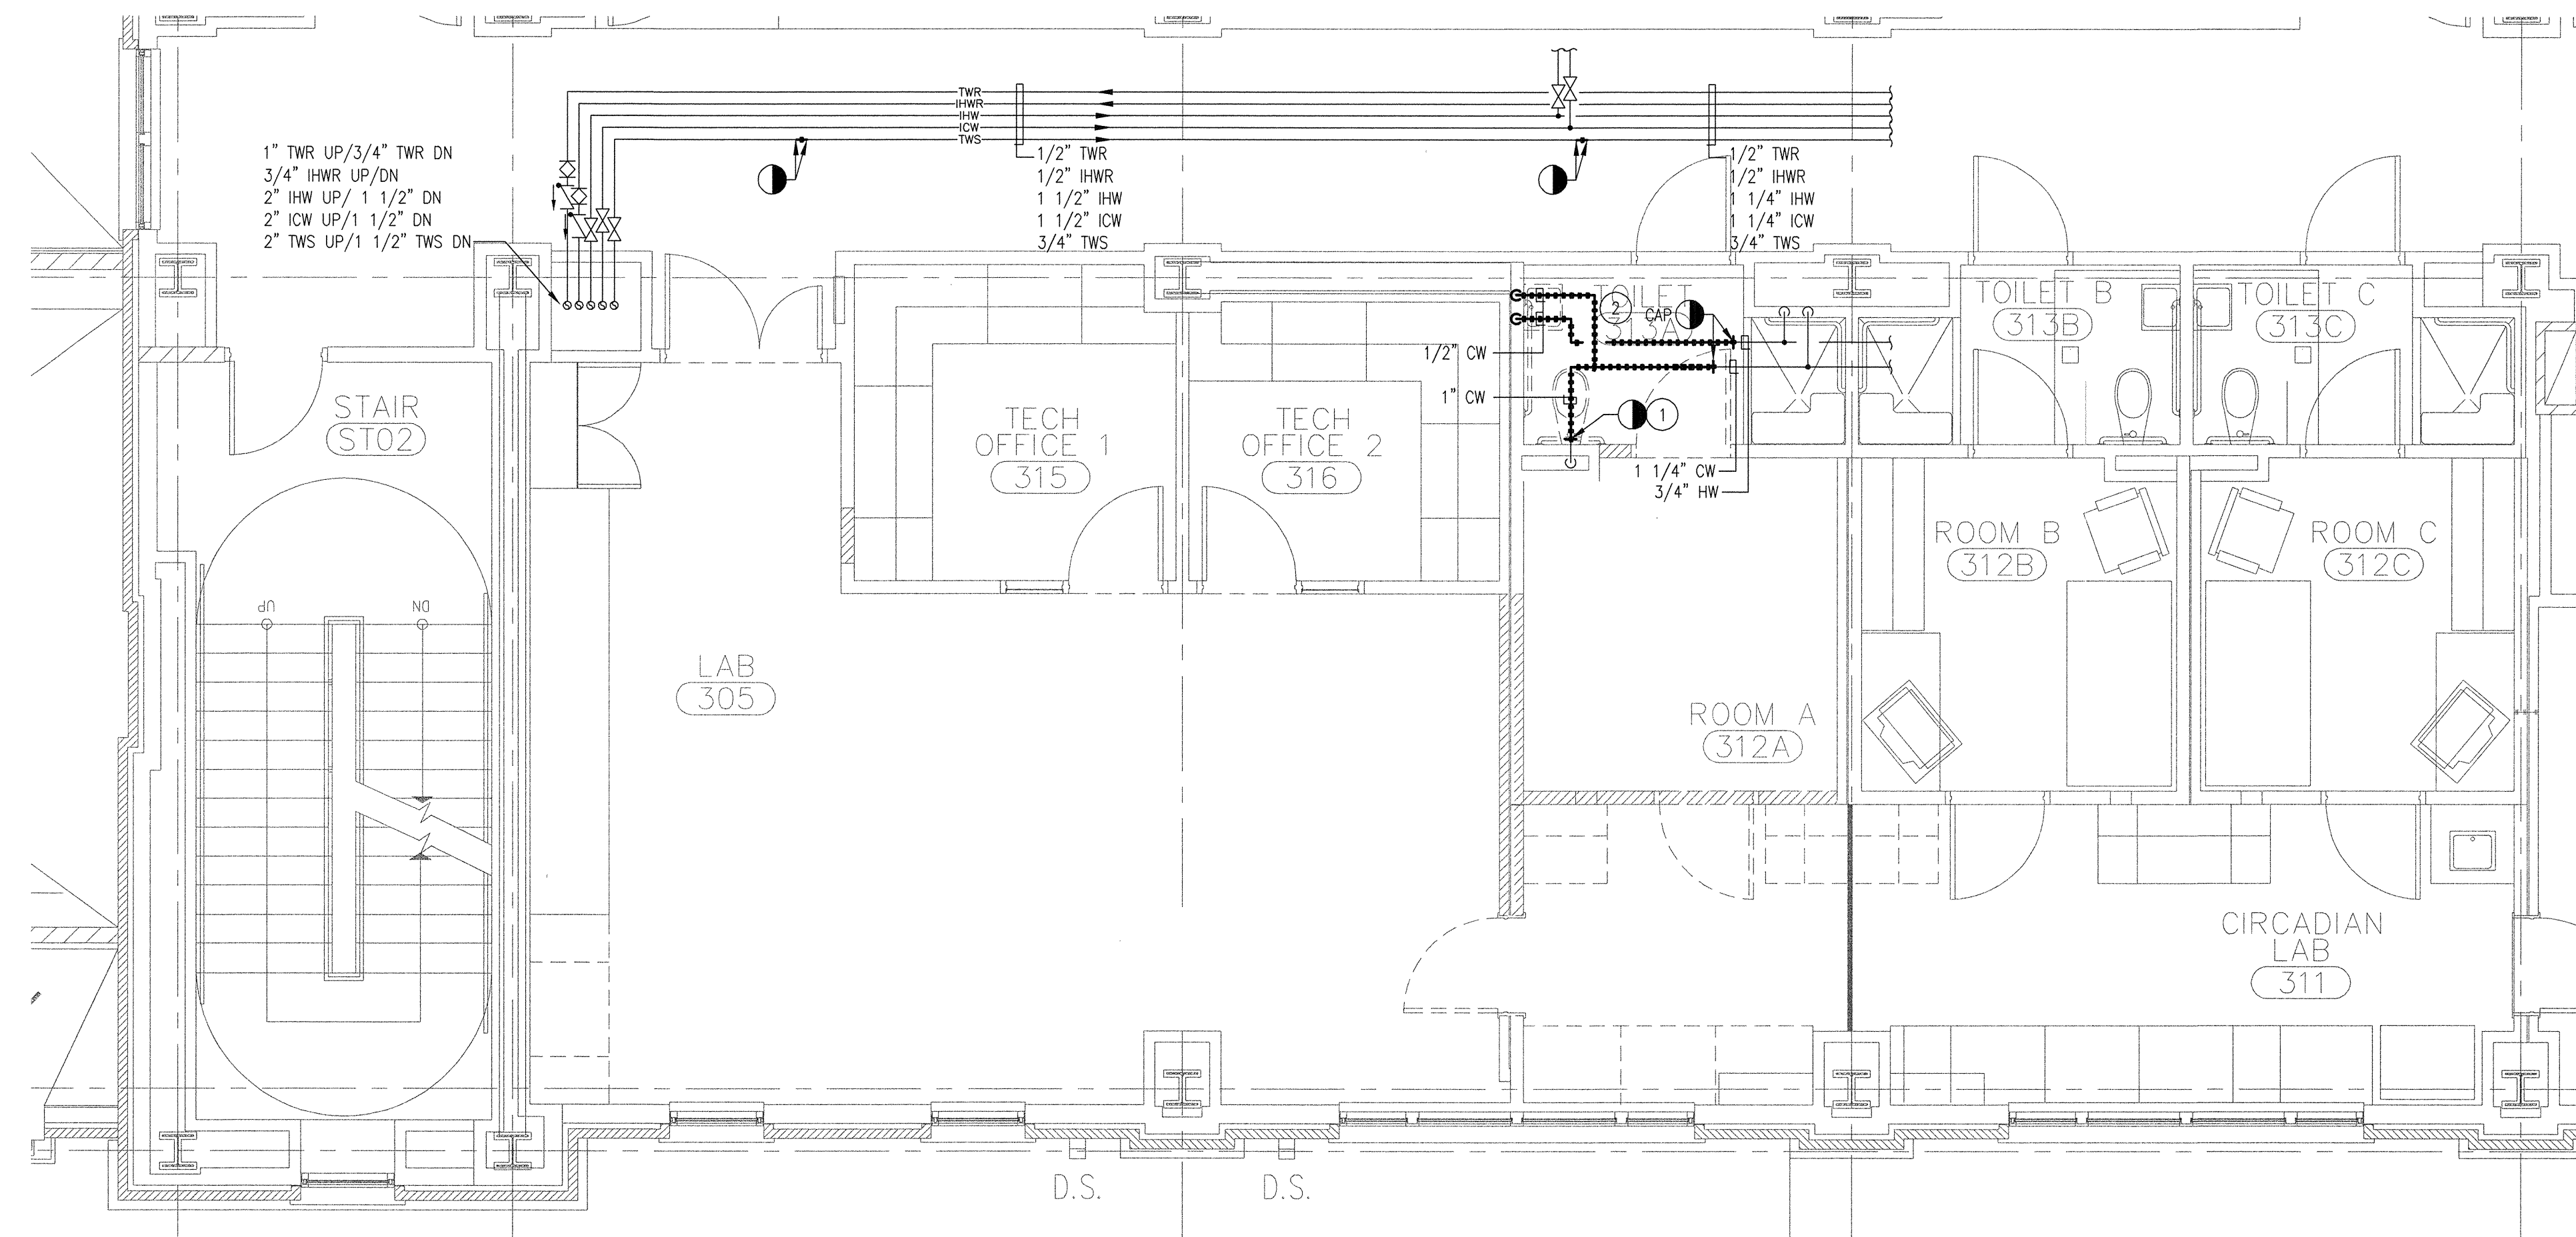 TWR
IHWR
IHW
ICW
TWS
1" TWR UP/3/4" TWR DN
3/4" IHWR UP/DN
2" IHW UP/ 1 1/2" DN
2" ICW UP/1 1/2" DN
2" TWS UP/1 1/2" TWS DN
1/2" TWR
1/2" IHWR
1 1/2" IHW
1 1/2" ICW
3/4" TWS
1/2" TWR
1/2" IHWR
1 1/4" IHW
1 1/4" ICW
3/4" TWS
TOILET
313A
2
CAP
TOILET B
313B
TOILET C
313C
1/2" CW
1" CW
1
1 1/4" CW
3/4" HW
STAIR
ST02
TECH
OFFICE 1
315
TECH
OFFICE 2
316
ROOM B
312B
ROOM C
312C
UP
DN
LAB
305
ROOM A
312A
CIRCADIAN
LAB
311
D.S.
D.S.